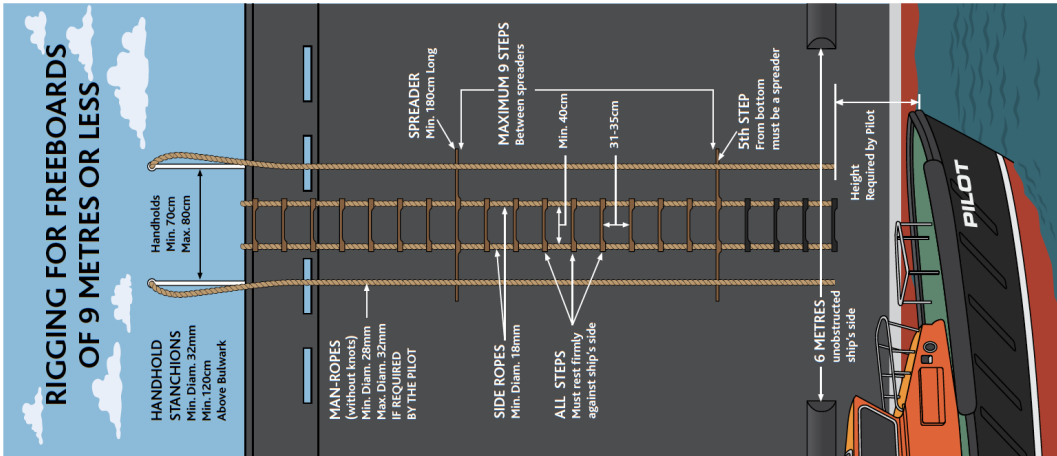 RIGGING FOR FREEBOARDS
OF 9 METRES OR LESS
HANDHOLD
STANCHIONS
Min. Diam. 32mm
Min. 120cm
Above Bulwark
Handholds
Min. 70cm
Max. 80cm
MAN-ROPES
(without knots)
Min. Diam. 28mm
Max. Diam. 32mm
IF REQUIRED
BY THE PILOT
SPREADER
Min. 180cm Long
MAXIMUM 9 STEPS
Between spreaders
SIDE ROPES
Min. Diam. 18mm
Min. 40cm
ALL STEPS
Must rest firmly
against ship's side
31-35cm
5th STEP
From bottom
must be a spreader
6 METRES
unobstructed
ship's side
Height
Required by Pilot
PILOT